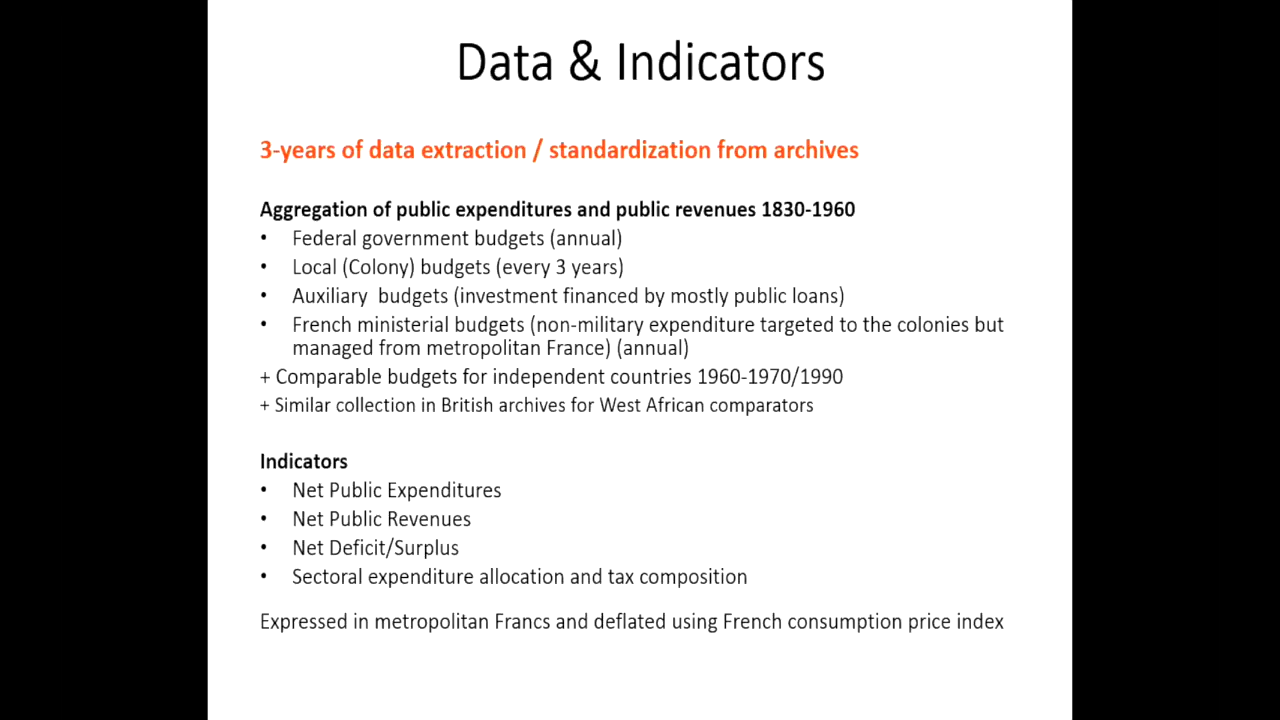 Data & Indicators
3-years of data extraction / standardization from archives
Aggregation of public expenditures and public revenues 1830-1960
• Federal government budgets (annual)
• Local (Colony) budgets (every 3 years)
• Auxiliary  budgets (investment financed by mostly public loans)
• French ministerial budgets (non-military expenditure targeted to the colonies but
managed from metropolitan France) (annual)
+ Comparable budgets for independent countries 1960-1970/1990
+ Similar collection in British archives for West African comparators
Indicators
• Net Public Expenditures
• Net Public Revenues
• Net Deficit/Surplus
• Sectoral expenditure allocation and tax composition
Expressed in metropolitan Francs and deflated using French consumption price index